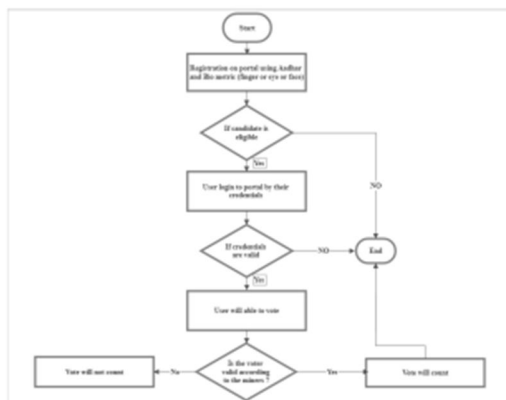 Start
Registration on portal using Aadhar
and Bio metric (finger or eye or face)
If candidate is
eligible
Yes
NO
User login to portal by their
credentials
If credentials
are valid
NO
End
Yes
User will able to vote
Is the voter
valid according
to the miners ?
No
Vote will not count
Yes
Vote will count